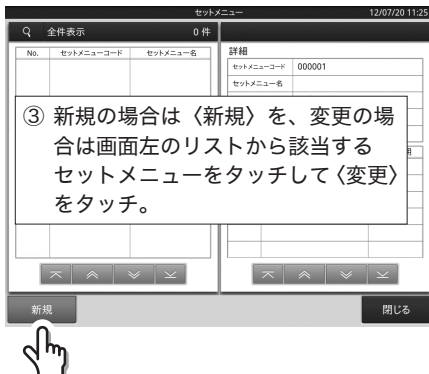 セットメニュー 12/07/20 11:25
全件表示 0 件
No. セットメニューコード セットメニュー名
詳細
セットメニューコード 000001
セットメニュー名
③ 新規の場合は〈新規〉を、変更の場
合は画面左のリストから該当する
セットメニューをタッチして〈変更〉
をタッチ。
新規 閉じる